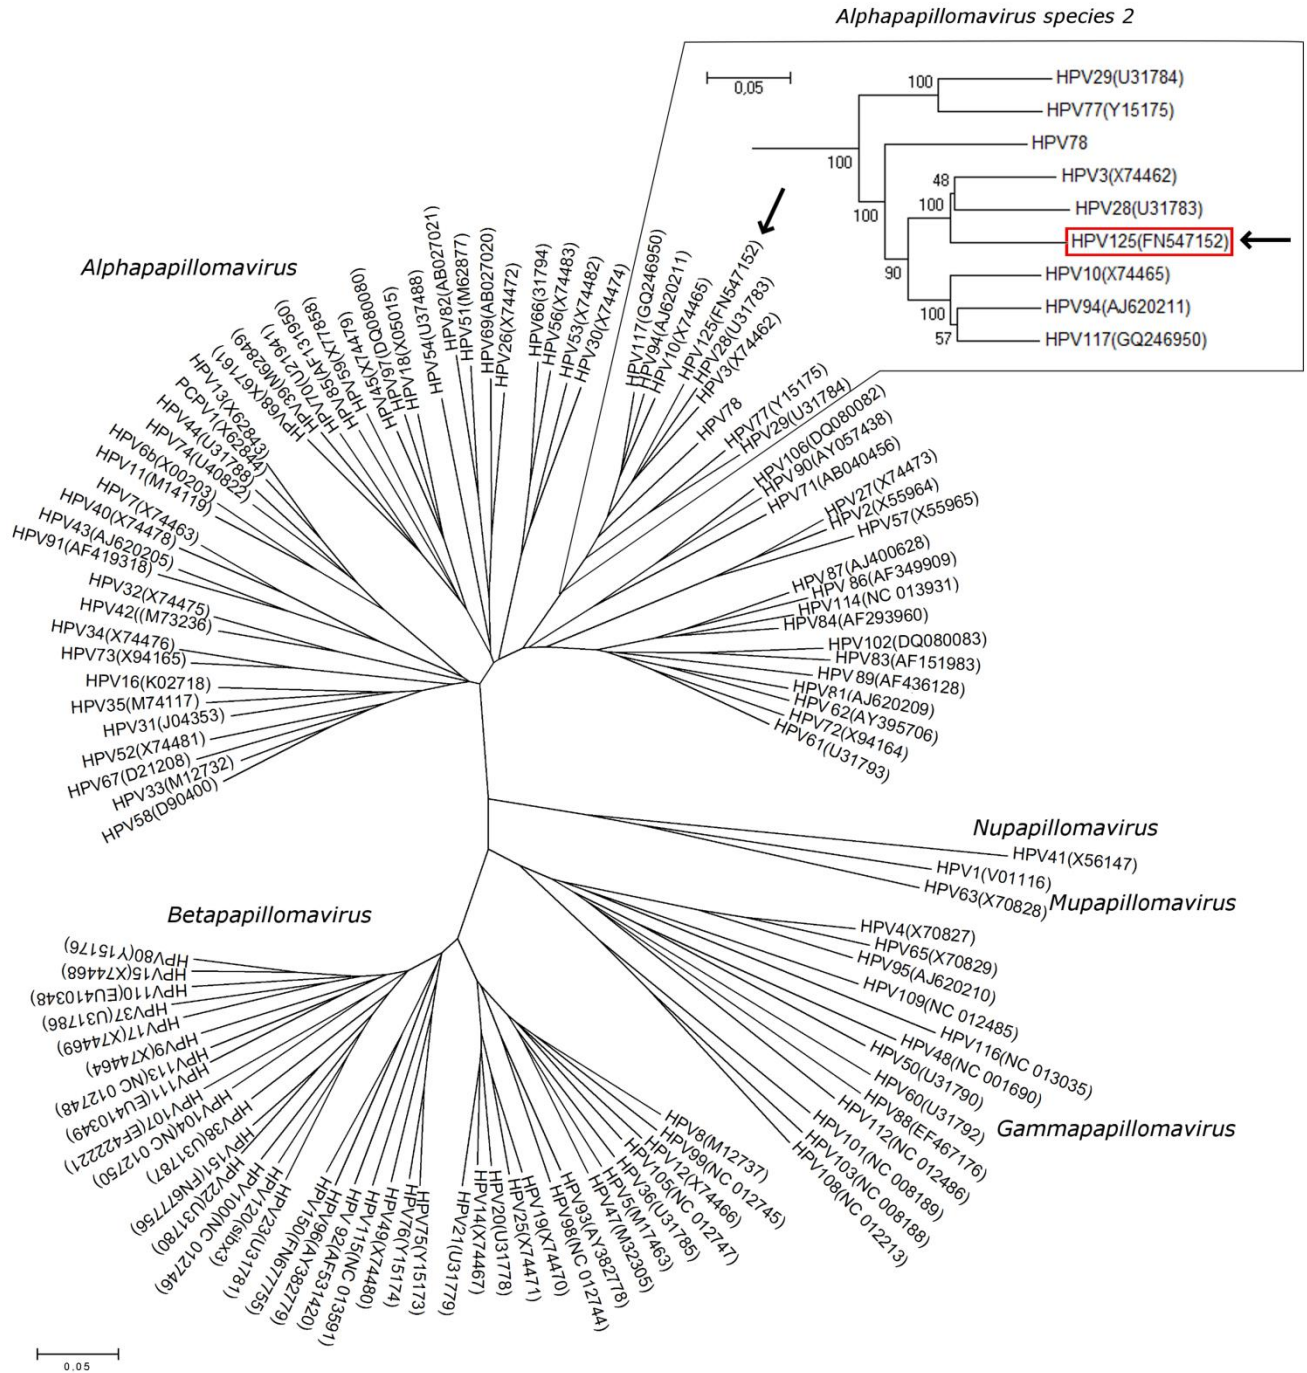 Alphapapillomavirus species 2
0,05
100
HPV29(U31784)
HPV77(Y15175)
100
HPV78
100
48
HPV3(X74462)
100
HPV28(U31783)
HPV125(FN547152)
90
HPV10(X74465)
100
HPV94(AJ620211)
57
HPV117(GQ246950)
Alphapapillomavirus
HPV58(D90400)
HPV33(M12732)
HPV67(D21208)
HPV52(X74481)
HPV31(J04353)
HPV35(M74117)
HPV16(K02718)
HPV73(X94165)
HPV34(X74476)
HPV42((M73236)
HPV32(X74475)
HPV91(AF419318)
HPV43(AJ620205)
HPV40(X74478)
HPV7(X74463)
HPV11(M14119)
HPV6b(X00203)
HPV74(U40822)
HPV44(U31788)
PCPV1(X62844)
HPV13(X62843)
HPV68(X67161)
HPV39(M62849)
HPV70(U21941)
HPV85(AF131950)
HPV59(X77858)
HPV45(X74479)
HPV97(DQ080080)
HPV18(X05015)
HPV54(U37488)
HPV82(AB027021)
HPV51(M62877)
HPV69(AB027020)
HPV26(X74472)
HPV66(31794)
HPV56(X74483)
HPV53(X74482)
HPV30(X74474)
HPV117(GQ246950)
HPV94(AJ620211)
HPV10(X74465)
HPV125(FN547152)
HPV28(U31783)
HPV3(X74462)
HPV78
HPV77(Y15175)
HPV29(U31784)
HPV106(DQ080082)
HPV90(AY057438)
HPV71(AB040456)
HPV27(X74473)
HPV2(X55964)
HPV57(X55965)
HPV87(AJ400628)
HPV 86(AF349909)
HPV114(NC 013931)
HPV84(AF293960)
HPV102(DQ080083)
HPV83(AF151983)
HPV 89(AF436128)
HPV81(AJ620209)
HPV 62(AY395706)
HPV72(X94164)
HPV61(U31793)
Nupapillomavirus
HPV41(X56147)
HPV1(V01116)
HPV63(X70828)
Mupapillomavirus
HPV4(X70827)
HPV65(X70829)
HPV95(AJ620210)
HPV109(NC 012485)
HPV116(NC 013035)
HPV48(NC 001690)
HPV50(U31790)
HPV60(U31792)
HPV88(EF467176)
HPV112(NC 012486)
HPV101(NC 008189)
HPV103(NC 008188)
HPV108(NC 012213)
Gammapapillomavirus
HPV8(M12737)
HPV99(NC 012745)
HPV12(X74466)
HPV105(NC 012747)
HPV36(U31785)
HPV5(M17463)
HPV47(M32305)
HPV93(AY382778)
HPV98(NC 012744)
HPV19(X74470)
HPV25(X74471)
HPV20(U31778)
HPV14(X74467)
HPV21(U31779)
HPV75(Y15173)
HPV76(Y15174)
HPV49(X74480)
HPV115(NC 013591)
HPV 92(AF531420)
HPV96(AY382779)
HPV150(FN677755)
HPV23(U31781)
HPV120(sibx3)
HPV100(NC 012746)
HPV22(U31780)
HPV151(FN677756)
HPV38(U31787)
HPV104(NC 012750)
HPV107(EF422221)
HPV111(EU410349)
HPV113(NC 012748)
HPV9(X74464)
HPV17(X74469)
HPV37(U31786)
HPV110(EU410348)
HPV15(X74468)
HPV80(Y15176)
Betapapillomavirus
0.05